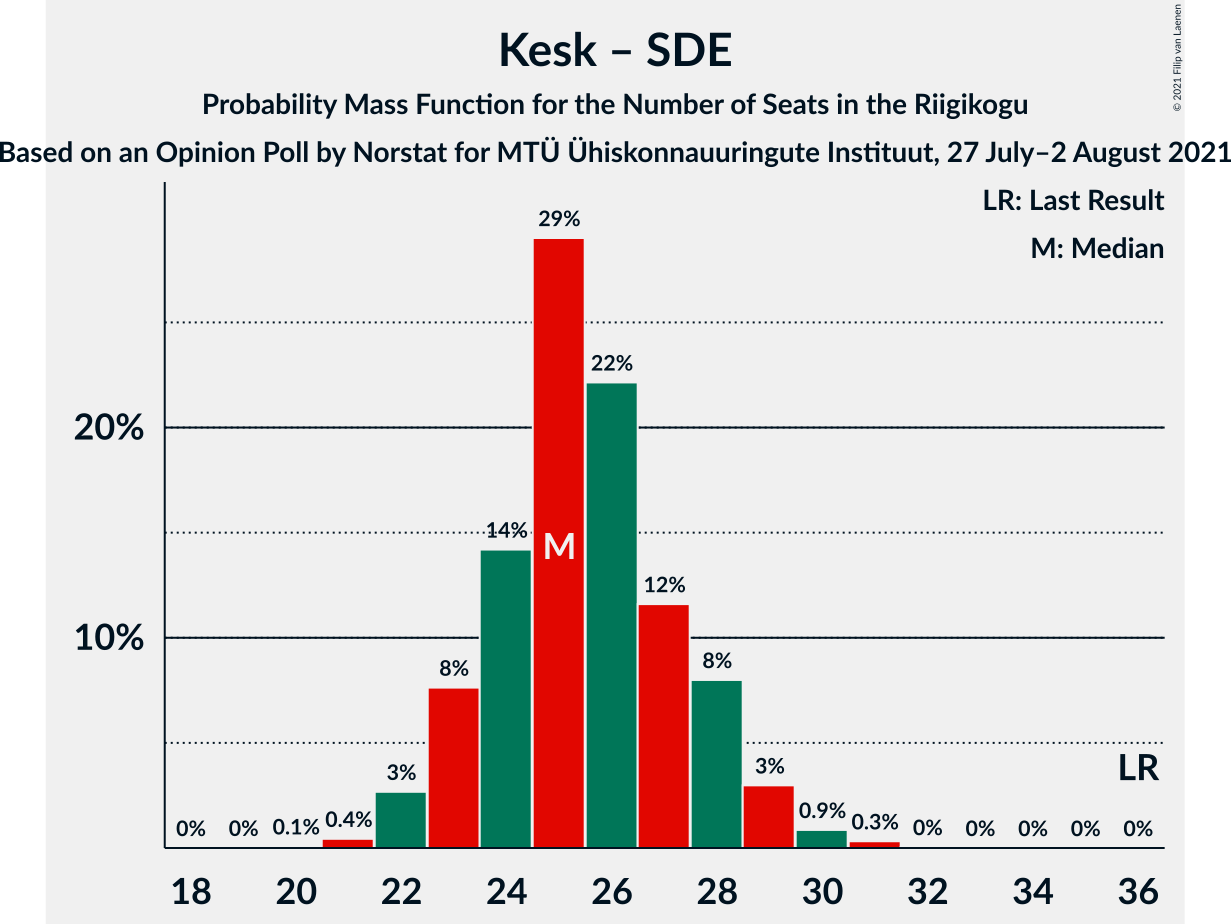 Kesk – SDE
Probability Mass Function for the Number of Seats in the Riigikogu
Based on an Opinion Poll by Norstat for MTÜ Ühiskonnauuringute Instituut, 27 July–2 August 2021
© 2021 Filip van Laenen
LR: Last Result
M: Median
29%
22%
20%
14%
M
12%
10%
8%
8%
3%
3%
LR
0% 0% 0.1% 0.4% 0.9% 0.3% 0% 0% 0% 0% 0%
18 20 22 24 26 28 30 32 34 36